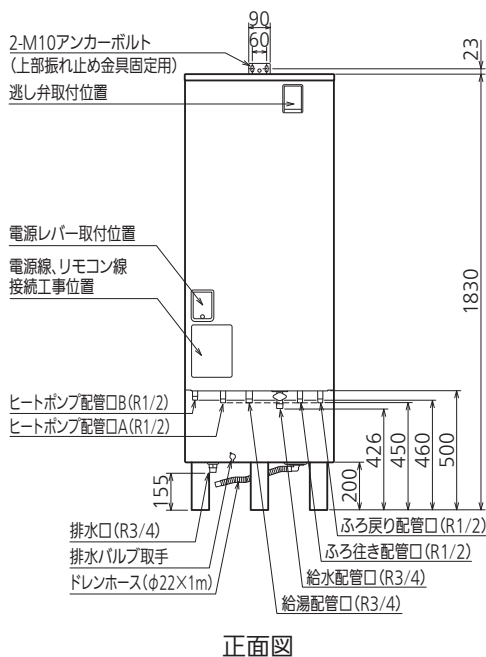 90
60
23
2-M10アンカーボルト
(上部振れ止め金具固定用)
逃し弁取付位置
1830
電源レバー取付位置
電源線、リモコン線
接続工事位置
ヒートポンプ配管口B(R1/2)
ヒートポンプ配管口A(R1/2)
155
200
426
450
460
500
排水口(R3/4)
排水バルブ取手
ドレンホース(φ22×1m)
ふろ戻り配管口(R1/2)
ふろ往き配管口(R1/2)
給水配管口(R3/4)
給湯配管口(R3/4)
正面図